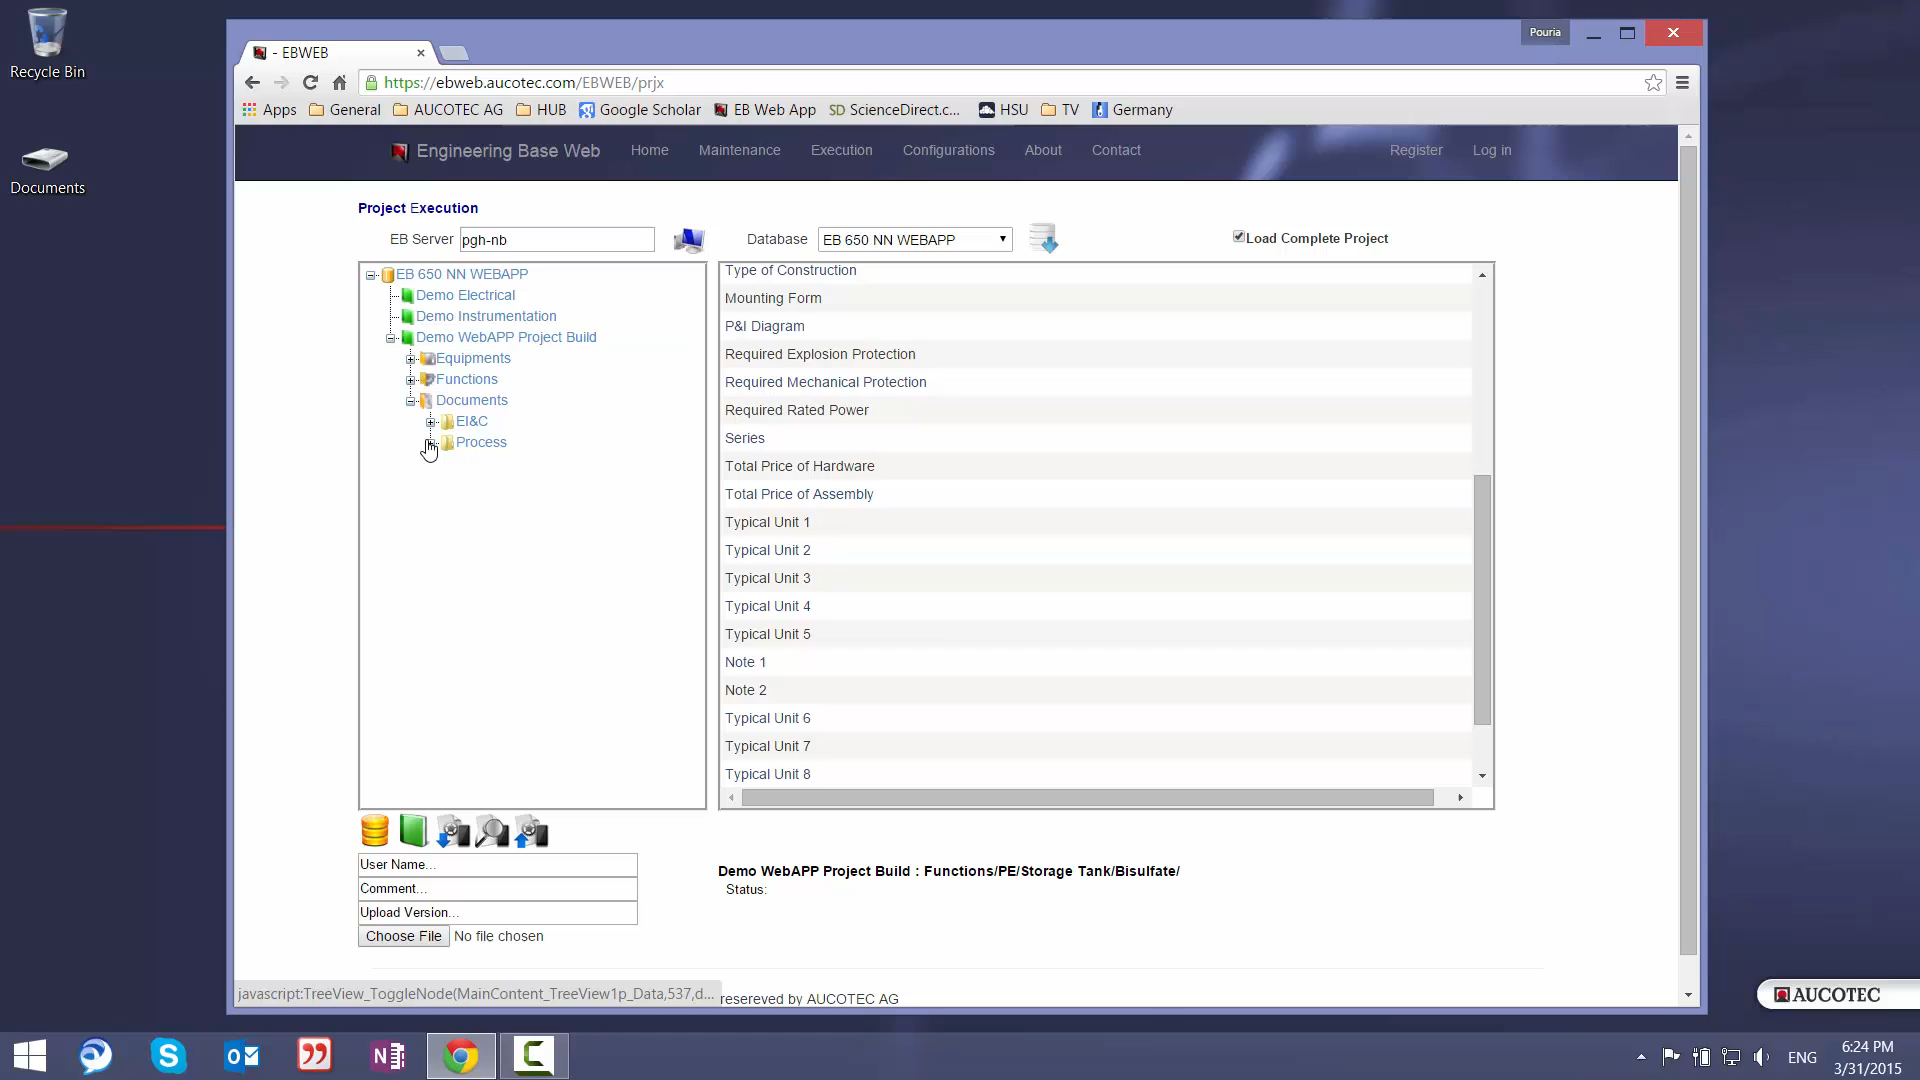 Recycle Bin
Documents
- EBWEB
Pouria
https://ebweb.aucotec.com/EBWEB/prjx
Apps General AUCOTEC AG HUB Google Scholar EB Web App SD ScienceDirect.c... HSU TV Germany
Engineering Base Web Home Maintenance Execution Configurations About Contact Register Log in
Project Execution
EB Server pgh-nb Database EB 650 NN WEBAPP Load Complete Project
EB 650 NN WEBAPP
Demo Electrical
Demo Instrumentation
Demo WebAPP Project Build
Equipments
Functions
Documents
EI&C
Process
Type of Construction
Mounting Form
P&I Diagram
Required Explosion Protection
Required Mechanical Protection
Required Rated Power
Series
Total Price of Hardware
Total Price of Assembly
Typical Unit 1
Typical Unit 2
Typical Unit 3
Typical Unit 4
Typical Unit 5
Note 1
Note 2
Typical Unit 6
Typical Unit 7
Typical Unit 8
User Name...
Comment...
Upload Version...
Choose File No file chosen
Demo WebAPP Project Build : Functions/PE/Storage Tank/Bisulfate/
Status:
javascript:TreeView_ToggleNode(MainContent_TreeView1p_Data,537,d...
resereved by AUCOTEC AG
AUCOTEC
ENG
6:24 PM
3/31/2015